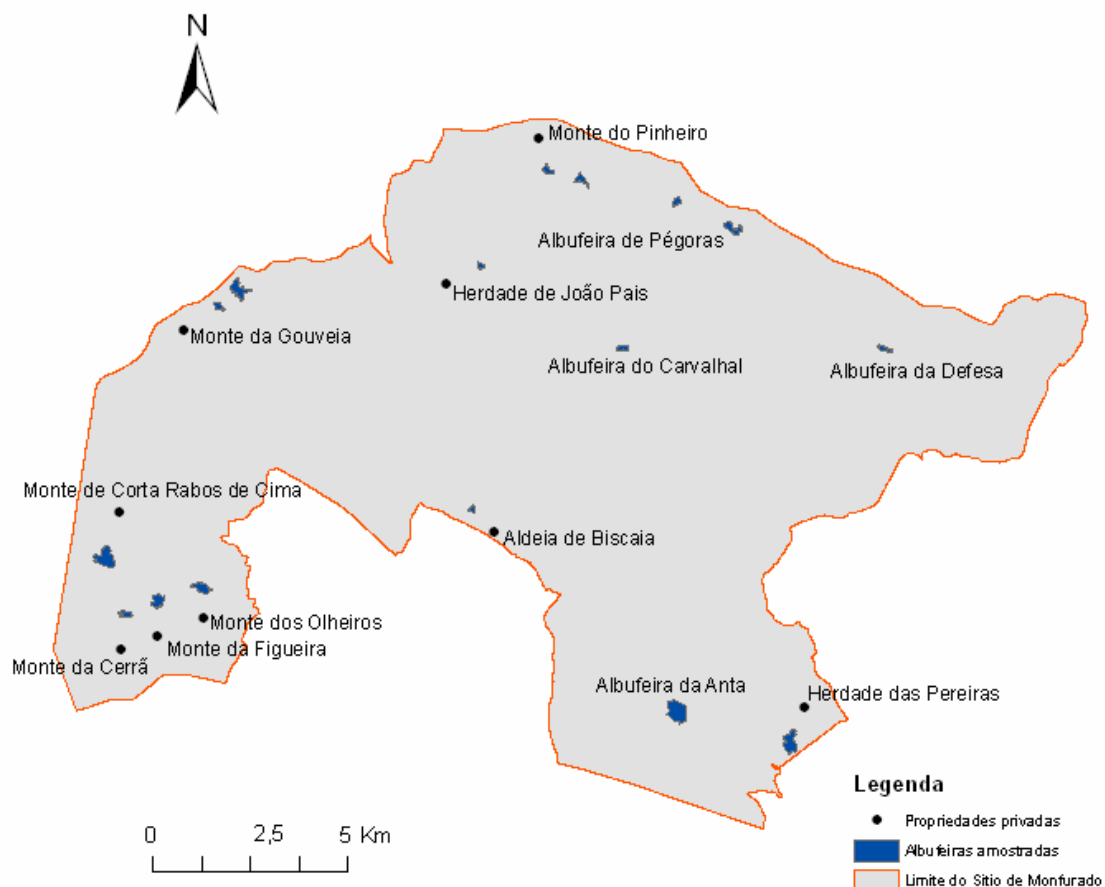 N
Monte do Pinheiro
Albufeira de Pégoras
Herdade de João Pais
Monte da Gouveia
Albufeira do Carvalhal
Albufeira da Defesa
Monte de Corta Rabos de Cima
Aldeia de Biscaia
Monte dos Olheiros
Monte da Figueira
Monte da Cerrã
Albufeira da Anta
Herdade das Pereiras
0 2,5 5 Km
Legenda
Propriedades privadas
Albufeiras amostradas
Limite do Sitio de Monfurado